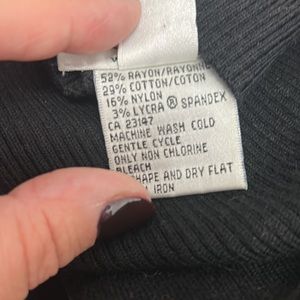 52% RAYON/RAYONNE
29% COTTON/COTON
16% NYLON
3% LYCRA ® SPANDEX
CA 23147
MACHINE WASH COLD
GENTLE CYCLE
ONLY NON CHLORINE
BLEACH
SHAPE AND DRY FLAT
IRON